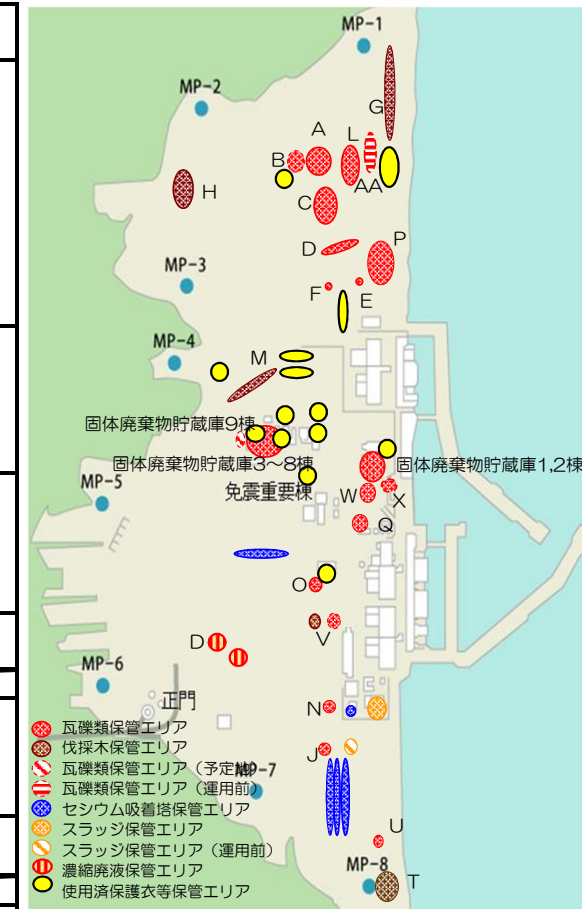 MP-1
MP-2
G
A
L
B
AA
H
C
D
P
MP-3
F
E
MP-4
M
固体廃棄物貯蔵庫9棟
固体廃棄物貯蔵庫3～8棟
固体廃棄物貯蔵庫1,2棟
MP-5
免震重要棟
W
X
Q
O
D
V
MP-6
正門
N
瓦礫類保管エリア
伐採木保管エリア
J
瓦礫類保管エリア（予定地）
MP-7
瓦礫類保管エリア（運用前）
セシウム吸着塔保管エリア
スラッジ保管エリア
U
スラッジ保管エリア（運用前）
濃縮廃液保管エリア
MP-8
使用済保護衣等保管エリア
T